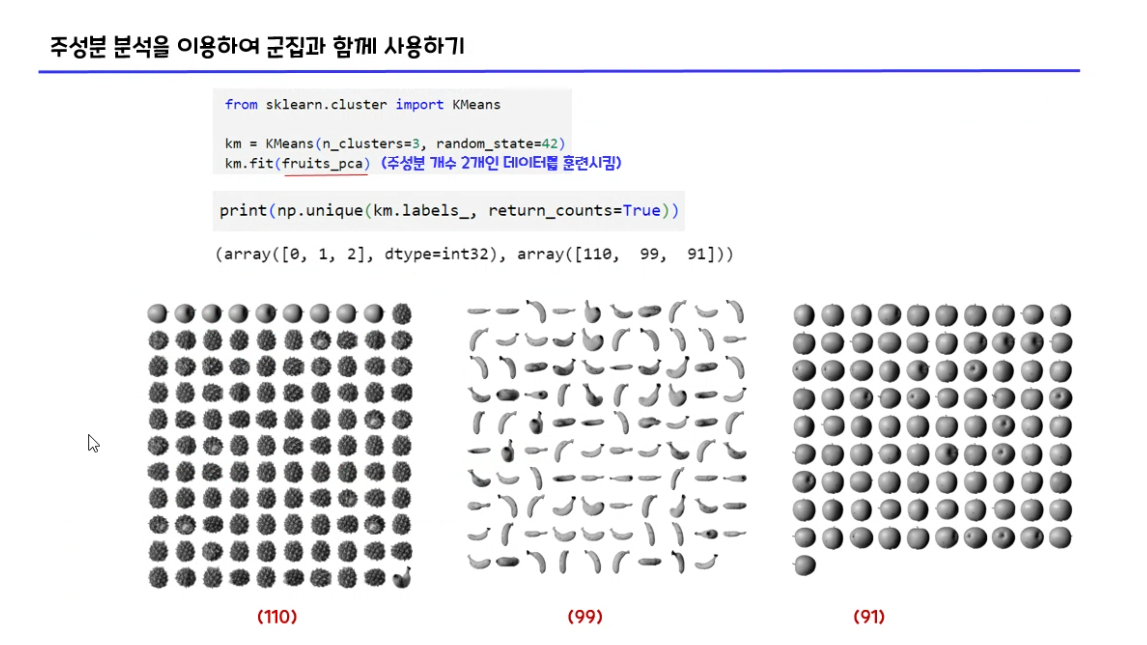 주성분 분석을 이용하여 군집과 함께 사용하기
from sklearn.cluster import KMeans
km = KMeans(n_clusters=3, random_state=42)
km.fit(fruits_pca) (주성분 개수 2개인 데이터를 훈련시킴)
print(np.unique(km.labels_, return_counts=True))
(array([0, 1, 2], dtype=int32), array([110,  99,  91]))
(110) (99) (91)